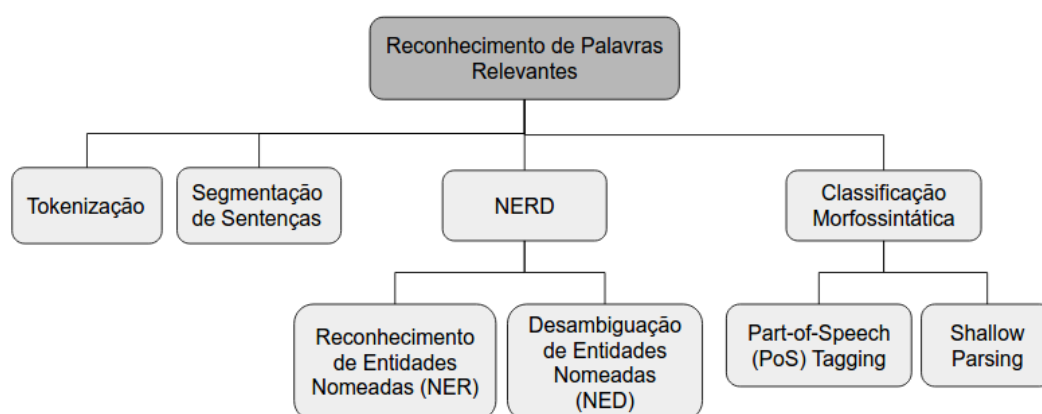 Reconhecimento de Palavras
Relevantes
Tokenização
Segmentação
de Sentenças
NERD
Classificação
Morfossintática
Reconhecimento
de Entidades
Nomeadas (NER)
Desambiguação
de Entidades
Nomeadas
(NED)
Part-of-Speech
(PoS) Tagging
Shallow
Parsing